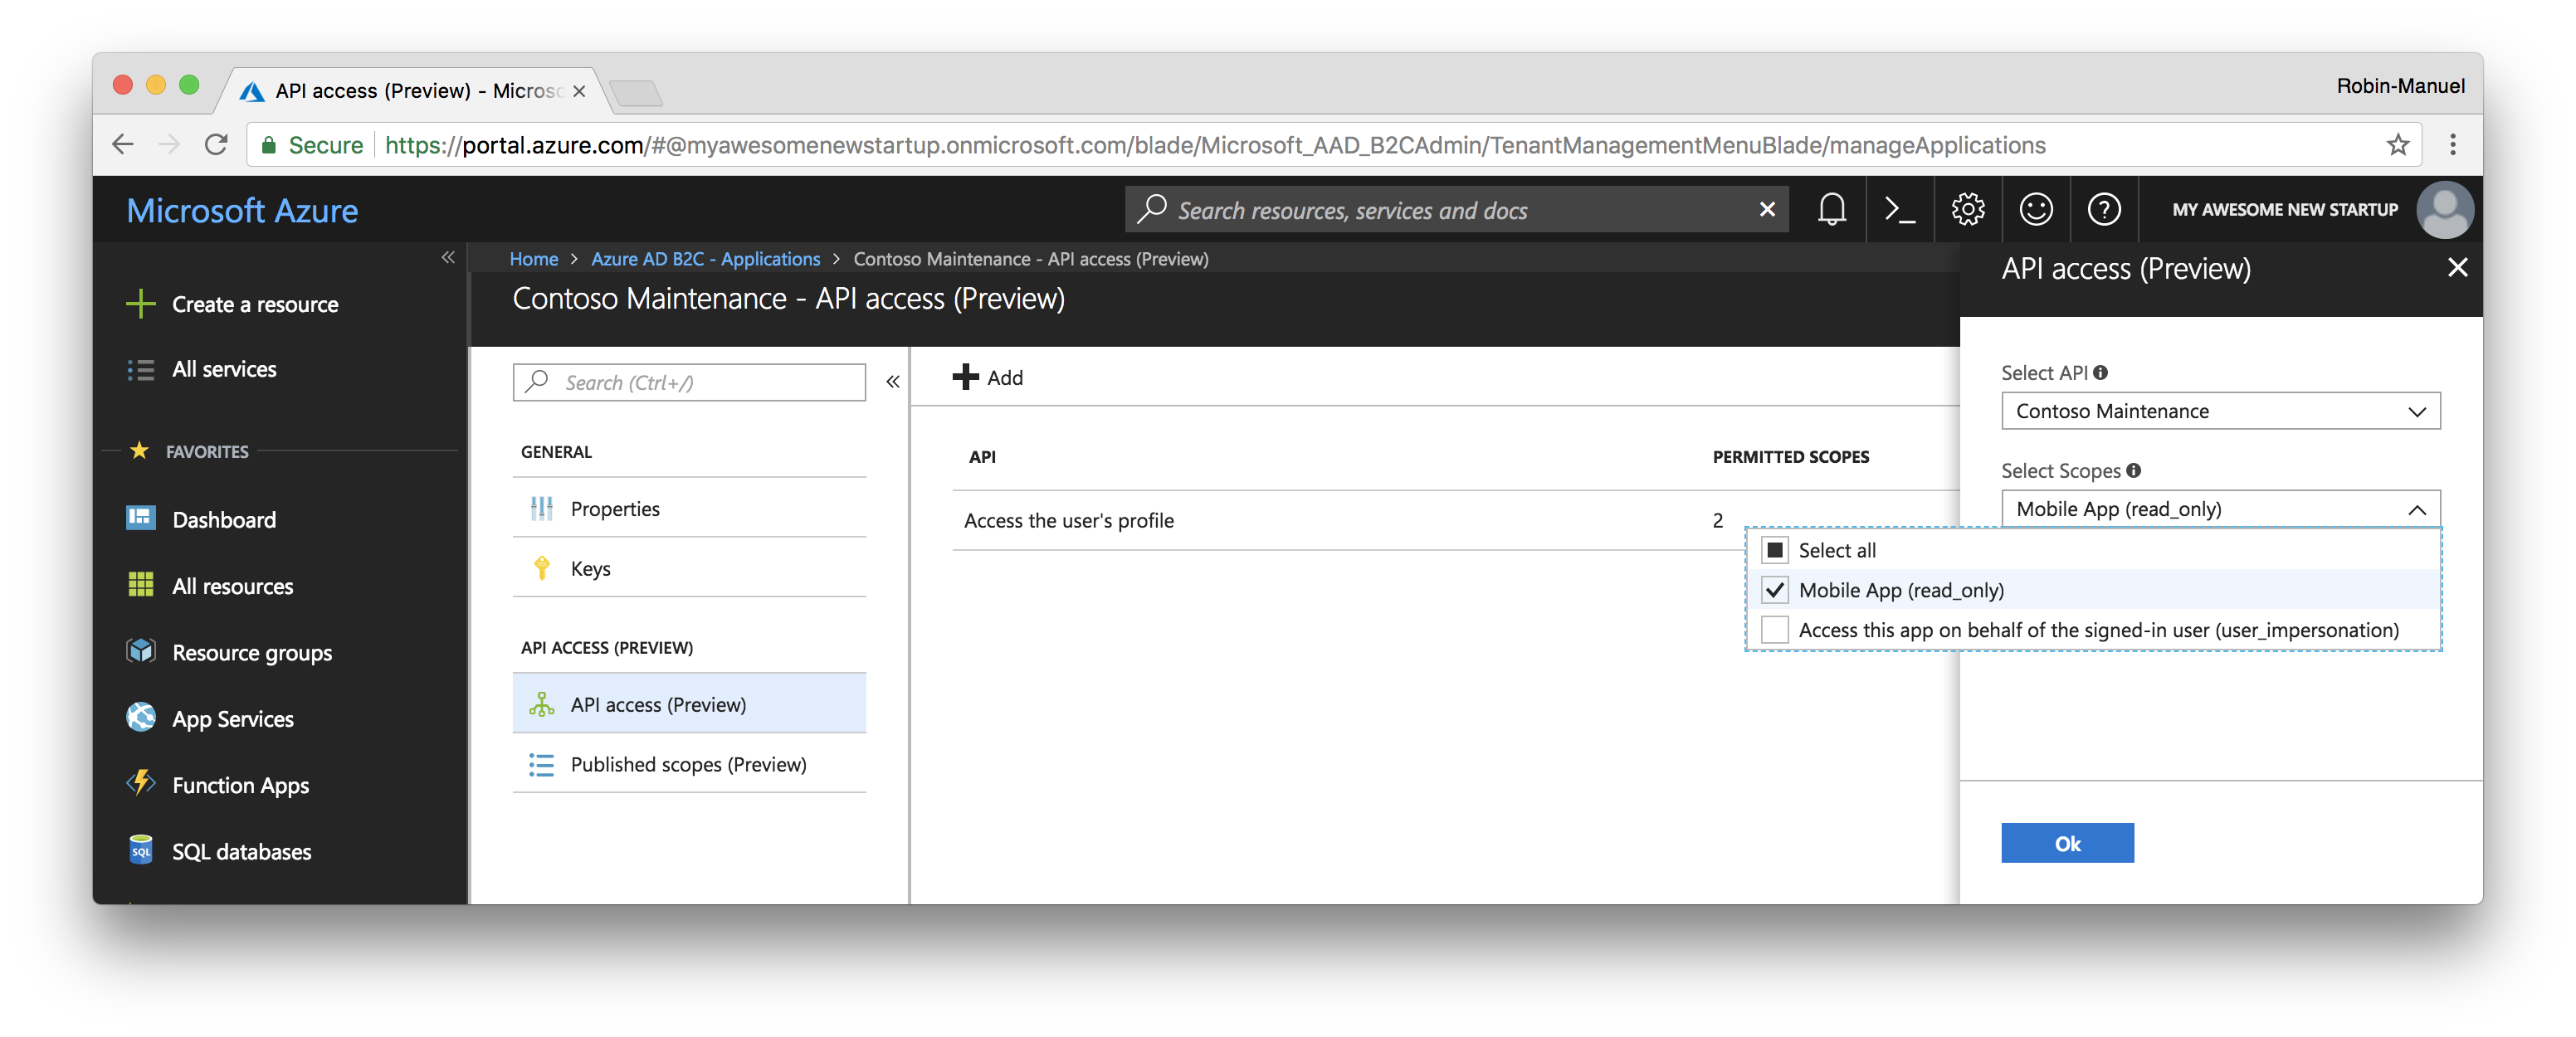 API access (Preview) - Micros
Robin-Manuel
Secure https://portal.azure.com/#@myawesomenewstartup.onmicrosoft.com/blade/Microsoft_AAD_B2CAdmin/TenantManagementMenuBlade/manageApplications
Microsoft Azure
Search resources, services and docs
MY AWESOME NEW STARTUP
Create a resource
All services
FAVORITES
Dashboard
All resources
Resource groups
App Services
Function Apps
SQL
SQL databases
Home > Azure AD B2C - Applications > Contoso Maintenance - API access (Preview)
Contoso Maintenance - API access (Preview)
Search (Ctrl+/)
GENERAL
Properties
Keys
API ACCESS (PREVIEW)
API access (Preview)
Published scopes (Preview)
Add
API PERMITTED SCOPES
Access the user's profile 2
API access (Preview)
Select API
Contoso Maintenance
Select Scopes
Mobile App (read_only)
Select all
Mobile App (read_only)
Access this app on behalf of the signed-in user (user_impersonation)
Ok